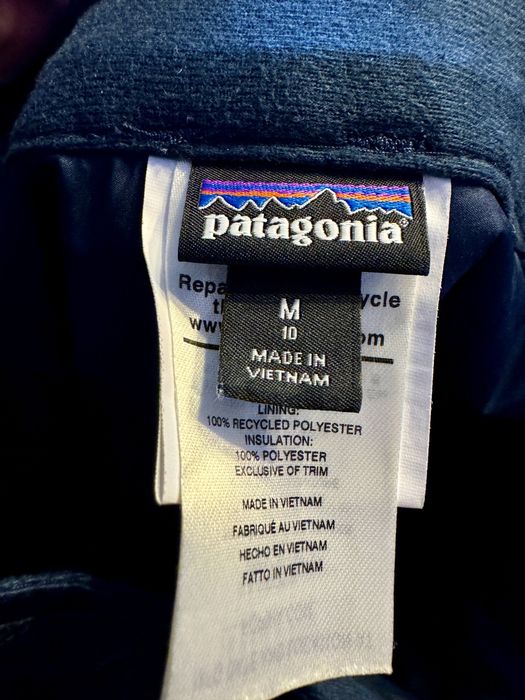 patagonia®
M
10
MADE IN
VIETNAM
Repa
ycle
th
www
om
LINING:
100% RECYCLED POLYESTER
INSULATION:
100% POLYESTER
EXCLUSIVE OF TRIM
MADE IN VIETNAM
FABRIQUÉ AU VIETNAM
HECHO EN VIETNAM
FATTO IN VIETNAM